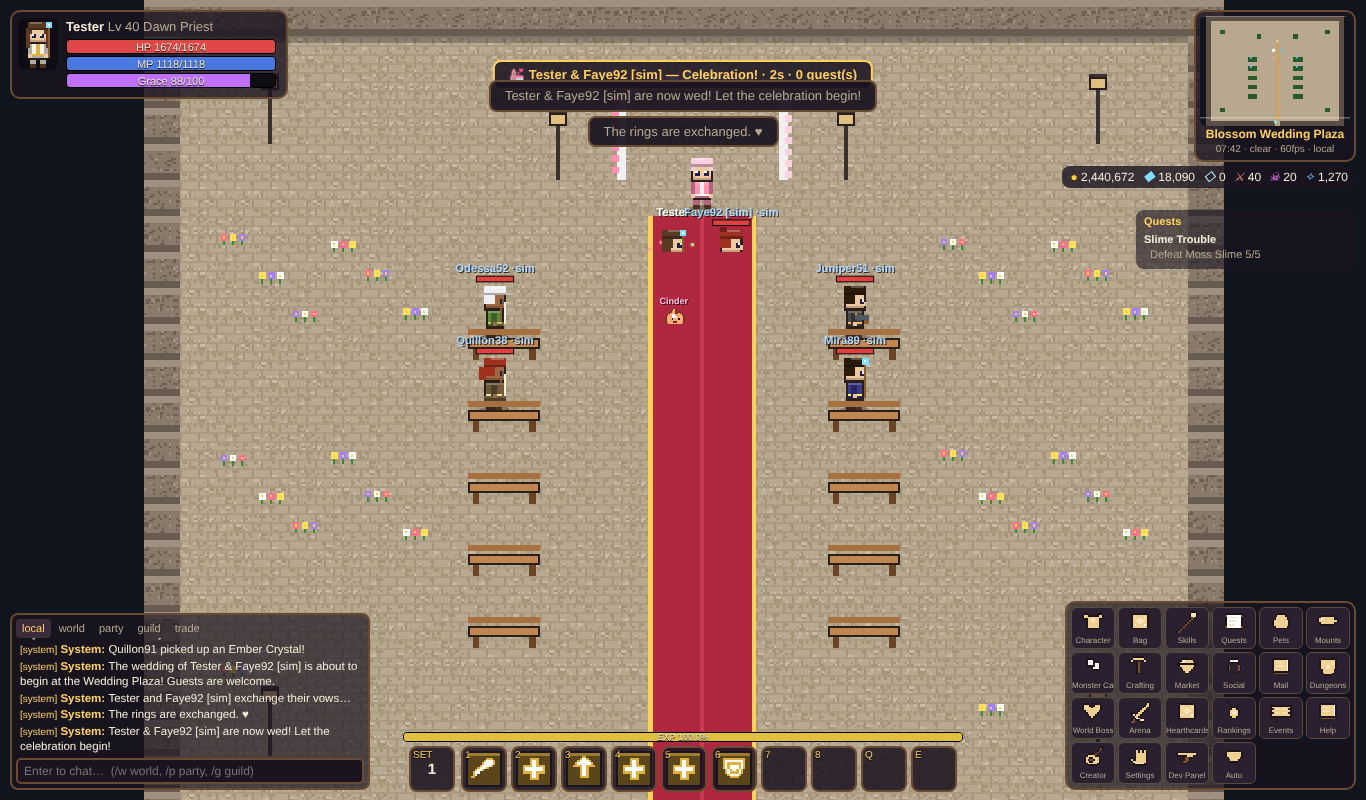 Tester Lv 40 Dawn Priest
HP 1674/1674
MP 1118/1118
Grace 88/100
Tester & Faye92 [sim] — Celebration! · 2s · 0 guest(s)
Tester & Faye92 [sim] are now wed! Let the celebration begin!
The rings are exchanged. ♥
Blossom Wedding Plaza
07:42 · clear · 60fps · local
2,440,672 18,090 0 40 20 1,270
Quests
Slime Trouble
Defeat Moss Slime 5/5
Tester Faye92 [sim] ·sim
Odessa52 ·sim
Juniper51 ·sim
Cinder
Quillon38 ·sim
Mira89 ·sim
local world party guild trade
[system] System: Quillon91 picked up an Ember Crystal!
[system] System: The wedding of Tester & Faye92 [sim] is about to
begin at the Wedding Plaza! Guests are welcome.
[system] System: Tester and Faye92 [sim] exchange their vows…
[system] System: The rings are exchanged. ♥
[system] System: Tester & Faye92 [sim] are now wed! Let the
celebration begin!
Enter to chat… (/w world, /p party, /g guild)
EXP 100.0%
SET 1 1 2 3 4 5 6 7 8 Q E
Character Bag Skills Quests Pets Mounts
Monster Ca Crafting Market Social Mail Dungeons
World Boss Arena Hearthcards Rankings Events Help
Creator Settings Dev Panel Auto